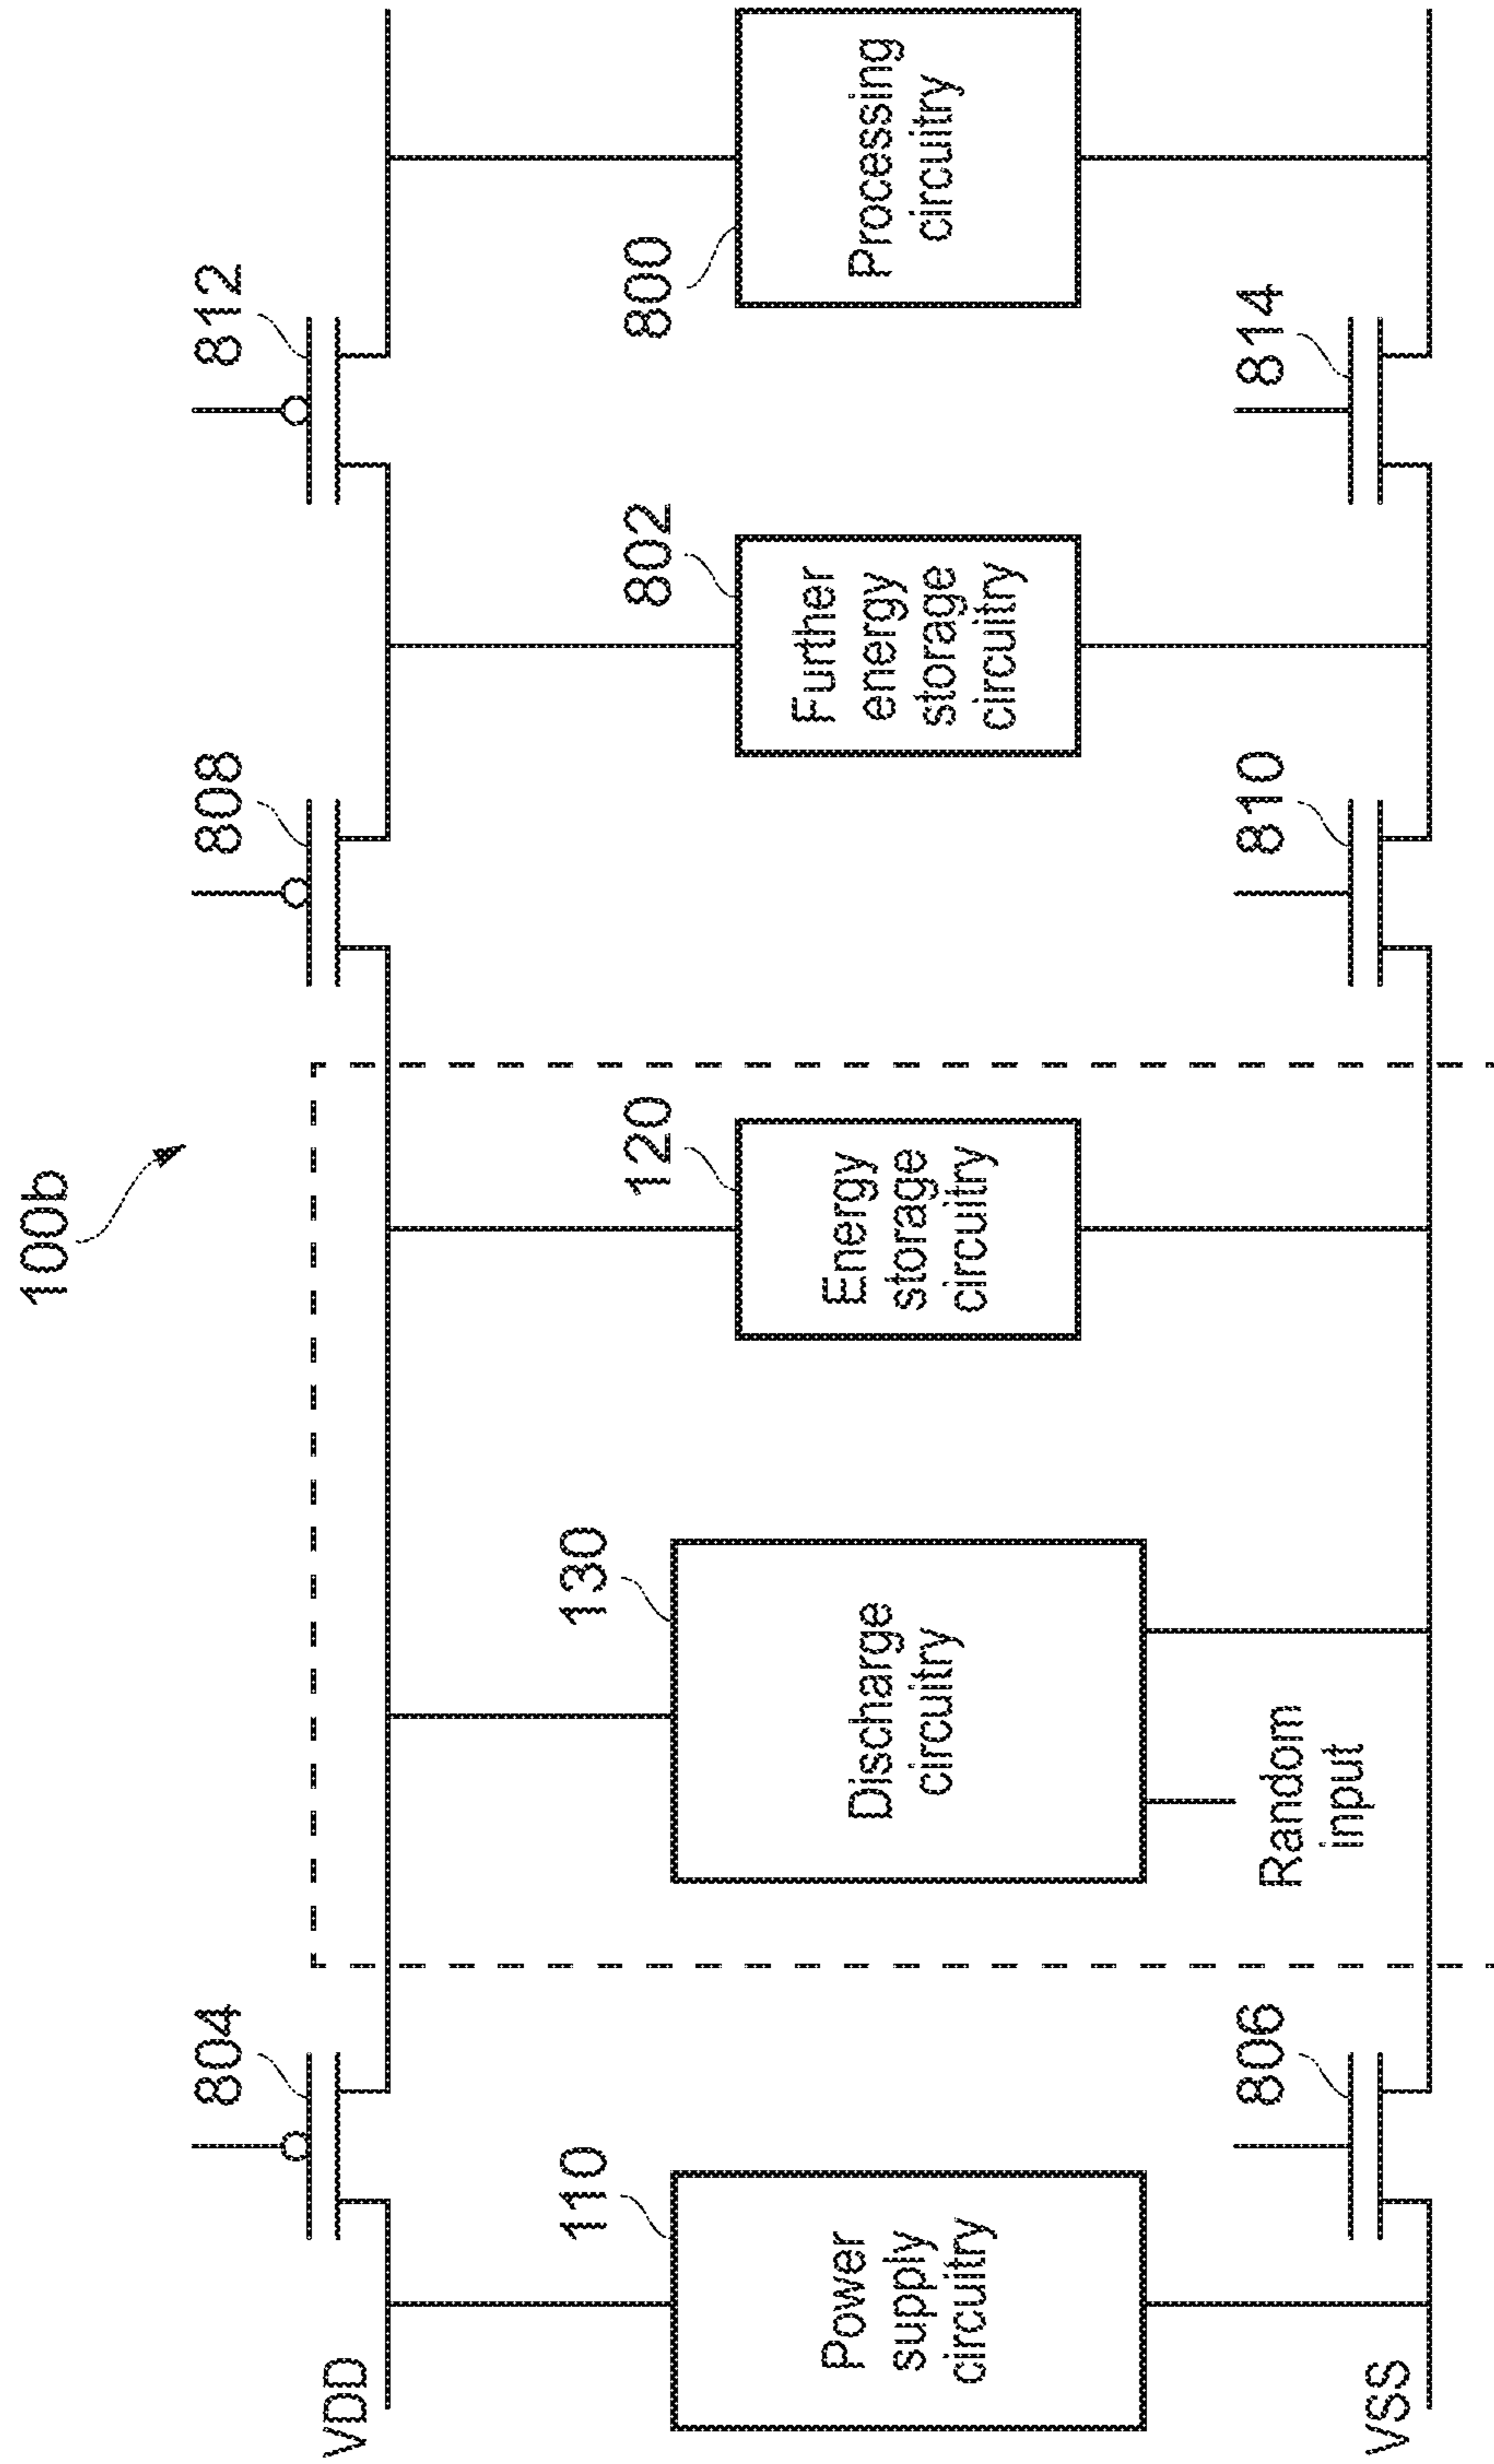 100b
804
808
812
VDD
110
Power
supply
circuitry
130
Discharge
circuitry
Random
input
120
Energy
storage
circuitry
802
Further
energy
storage
circuitry
800
Processing
circuitry
VSS
806
810
814